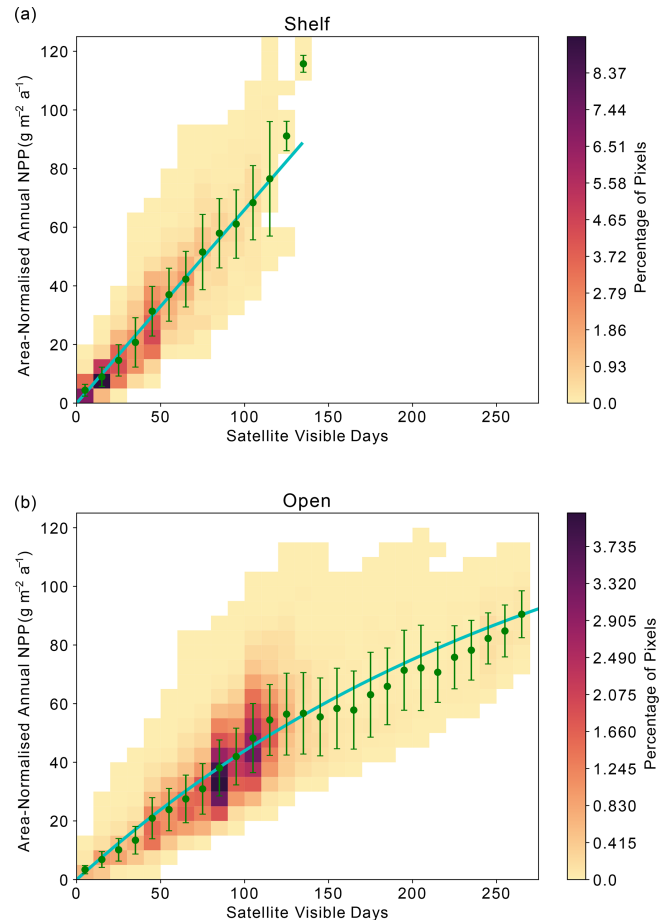 (a)
Shelf
Area-Normalised Annual NPP(g m⁻² a⁻¹)
120
100
80
60
40
20
0
0 50 100 150 200 250
Satellite Visible Days
8.37
7.44
6.51
5.58
4.65
3.72
2.79
1.86
0.93
0.0
Percentage of Pixels
(b)
Open
Area-Normalised Annual NPP(g m⁻² a⁻¹)
120
100
80
60
40
20
0
0 50 100 150 200 250
Satellite Visible Days
3.735
3.320
2.905
2.490
2.075
1.660
1.245
0.830
0.415
0.0
Percentage of Pixels